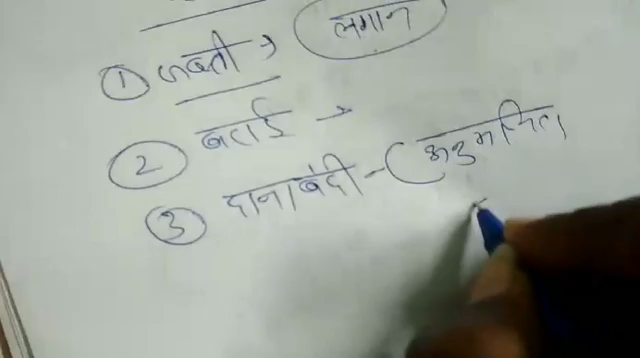 लगान
① जब्ती →
② बटाई →
③ दानाबंदी - (अनुमानित